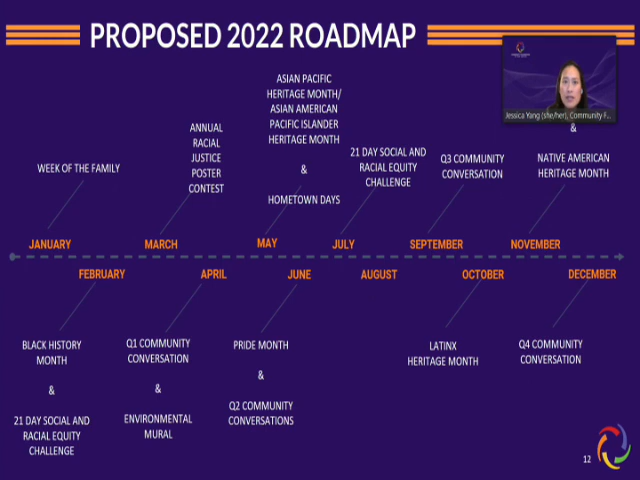 PROPOSED 2022 ROADMAP
Jessica Yang (she/her), Community F...
ASIAN PACIFIC
HERITAGE MONTH/
ASIAN AMERICAN
PACIFIC ISLANDER
HERITAGE MONTH
&
HOMETOWN DAYS
ANNUAL
RACIAL
JUSTICE
POSTER
CONTEST
WEEK OF THE FAMILY
21 DAY SOCIAL AND
RACIAL EQUITY
CHALLENGE
Q3 COMMUNITY
CONVERSATION
&
NATIVE AMERICAN
HERITAGE MONTH
JANUARY
MARCH
MAY
JULY
SEPTEMBER
NOVEMBER
FEBRUARY
APRIL
JUNE
AUGUST
OCTOBER
DECEMBER
BLACK HISTORY
MONTH
&
21 DAY SOCIAL AND
RACIAL EQUITY
CHALLENGE
Q1 COMMUNITY
CONVERSATION
&
ENVIRONMENTAL
MURAL
PRIDE MONTH
&
Q2 COMMUNITY
CONVERSATIONS
LATINX
HERITAGE MONTH
Q4 COMMUNITY
CONVERSATION
12